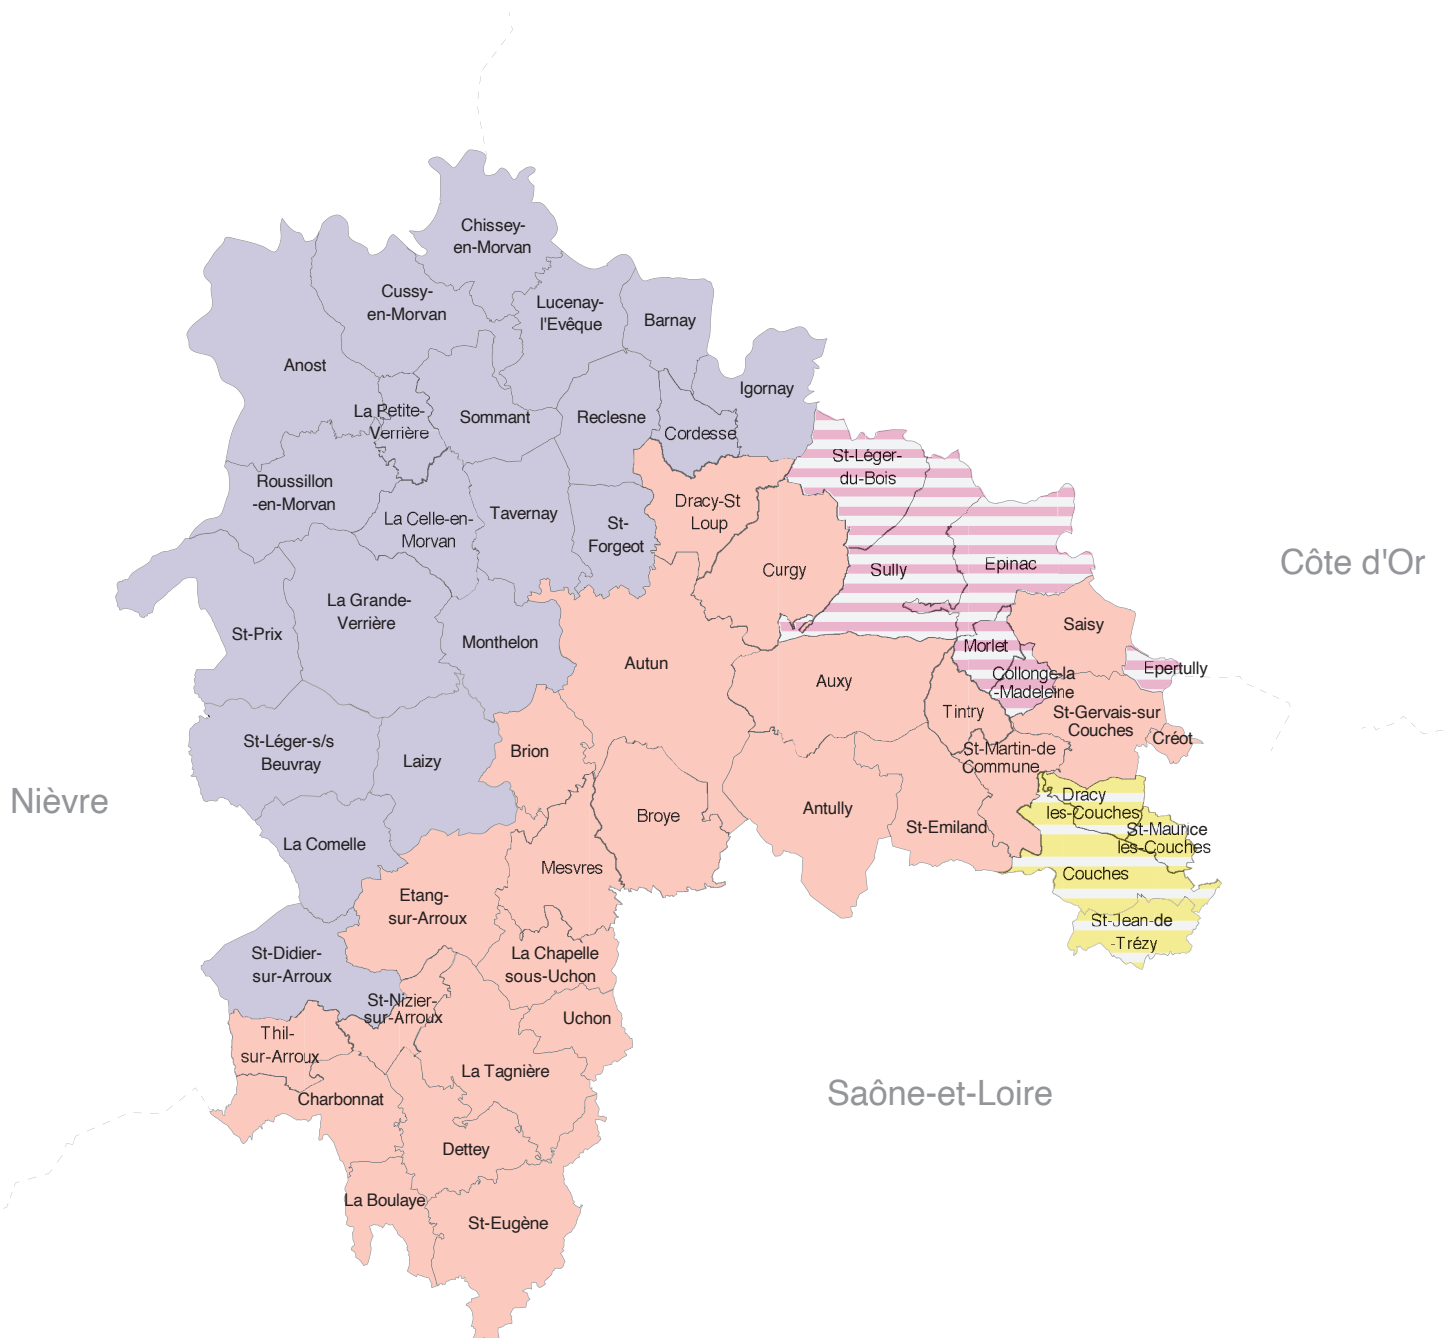 Chissey-
en-Morvan
Cussy-
en-Morvan
Lucenay-
l'Evêque
Barnay
Anost
Igornay
La Petite-
Verrière
Sommant
Reclesne
Cordesse
St-Léger-
du-Bois
Roussillon
-en-Morvan
La Celle-en-
Morvan
Tavernay
St-
Forgeot
Dracy-St
Loup
Curgy
Sully
Epinac
Côte d'Or
La Grande-
Verrière
St-Prix
Monthelon
Autun
Saisy
Morlet
Epertully
Auxy
Collonge-la
-Madeleine
Tintry
St-Gervais-sur
Couches
Créot
St-Léger-s/s
Beuvray
Laizy
Brion
St-Martin-de
Commune
Nièvre
Broye
Antully
Dracy
les-Couches
St-Emiland
St-Maurice
les-Couches
La Comelle
Mesvres
Couches
Etang-
sur-Arroux
St-Jean-de
-Trézy
St-Didier-
sur-Arroux
La Chapelle
sous-Uchon
St-Nizier-
sur-Arroux
Uchon
Thil-
sur-Arroux
La Tagnière
Charbonnat
Saône-et-Loire
Dettey
La Boulaye
St-Eugène